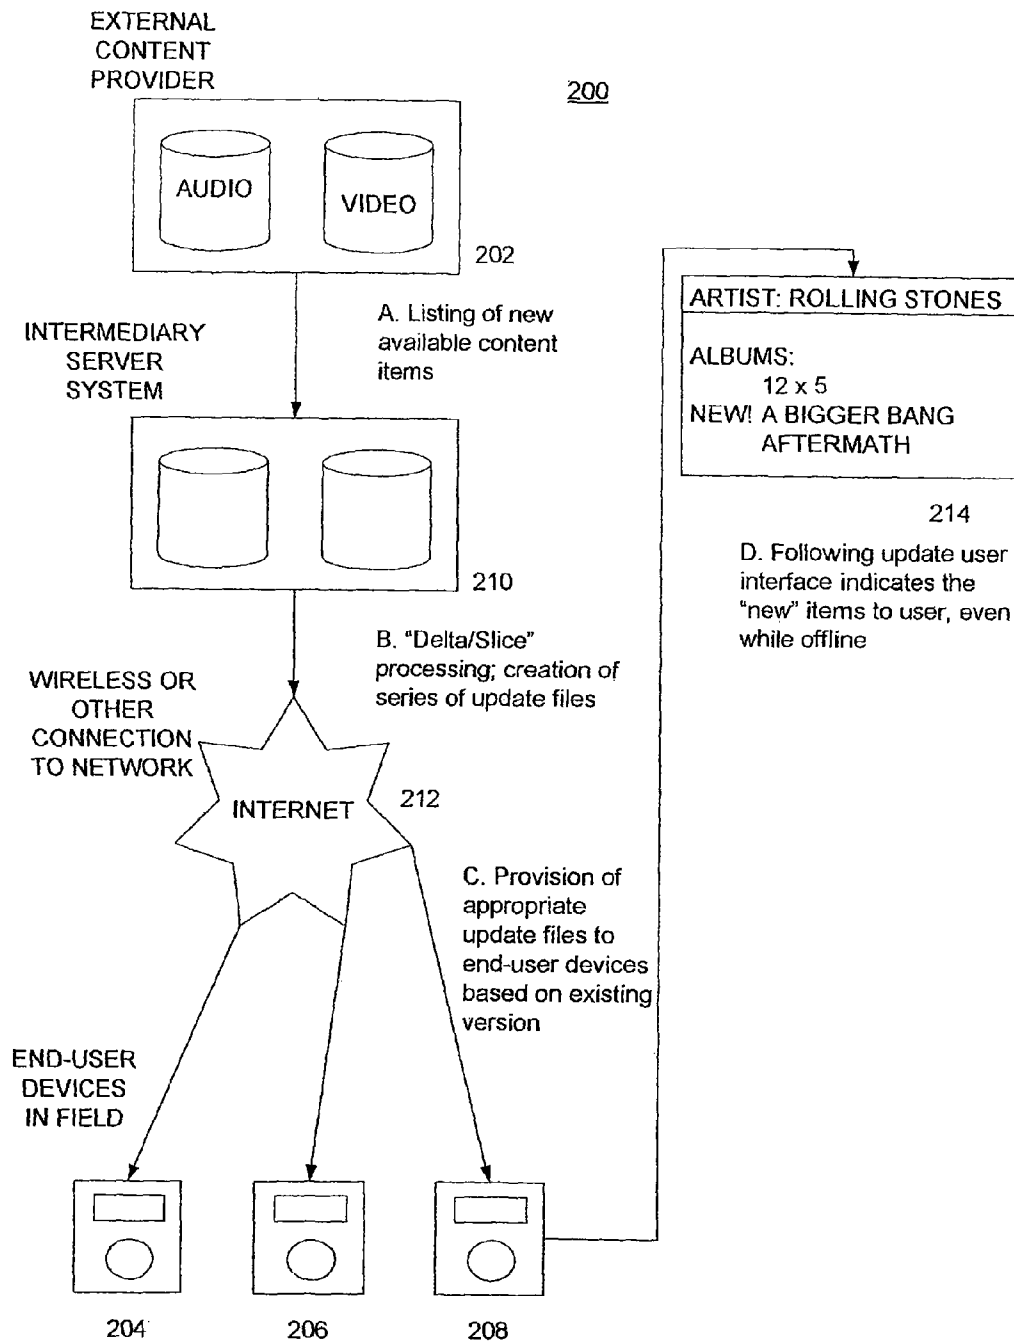 EXTERNAL
CONTENT
PROVIDER
200
AUDIO
VIDEO
202
A. Listing of new
available content
items
INTERMEDIARY
SERVER
SYSTEM
210
B. "Delta/Slice"
processing; creation of
series of update files
WIRELESS OR
OTHER
CONNECTION
TO NETWORK
INTERNET
212
C. Provision of
appropriate
update files to
end-user devices
based on existing
version
END-USER
DEVICES
IN FIELD
204
206
208
ARTIST: ROLLING STONES
ALBUMS:
12 x 5
NEW! A BIGGER BANG
AFTERMATH
214
D. Following update user
interface indicates the
"new" items to user, even
while offline